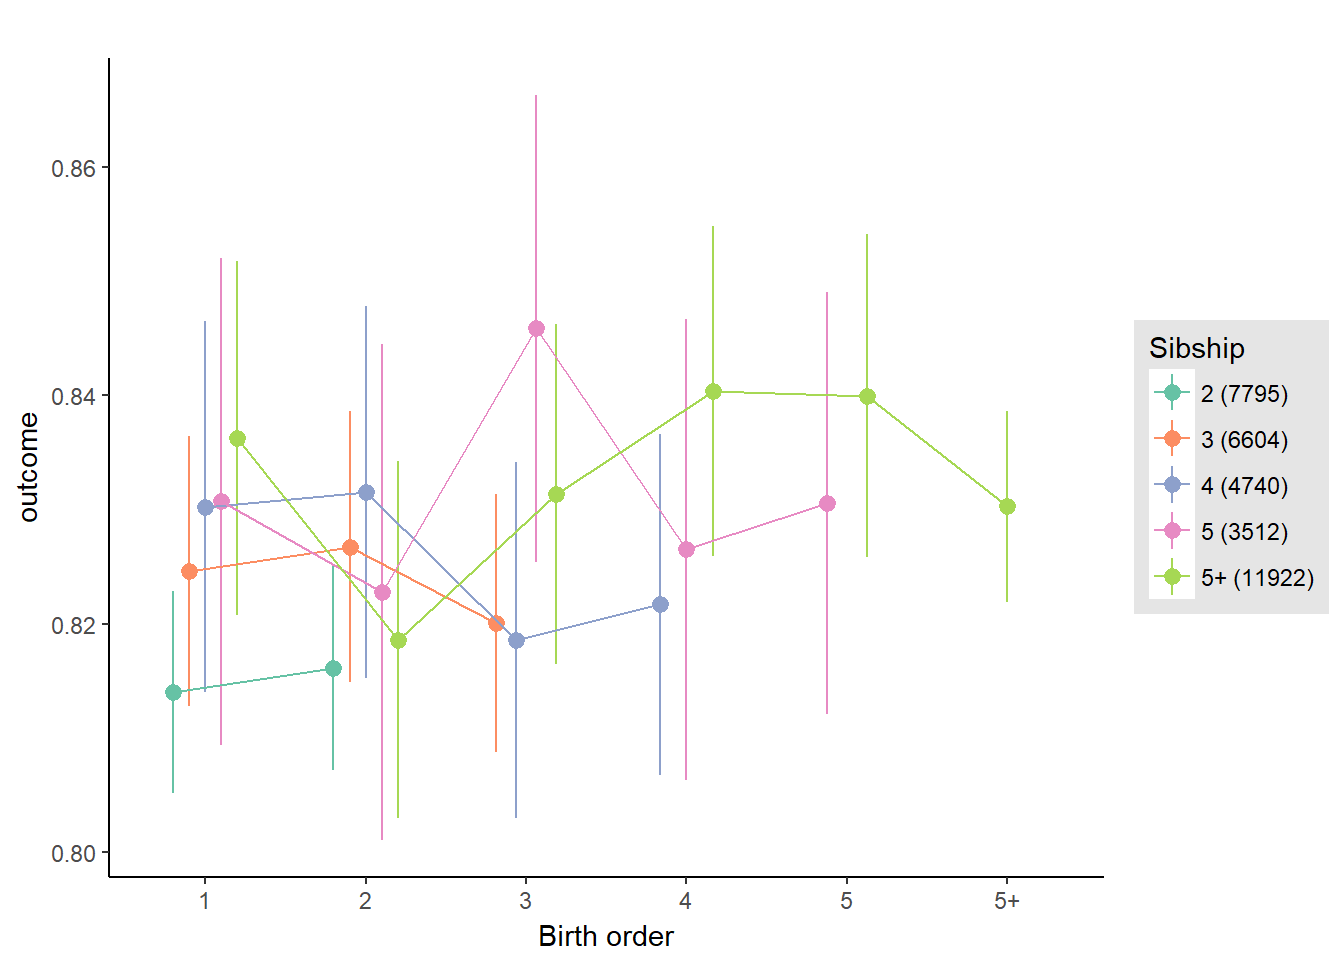 0.86
0.84
0.82
0.80
outcome
1 2 3 4 5 5+
Birth order
Sibship
2 (7795)
3 (6604)
4 (4740)
5 (3512)
5+ (11922)